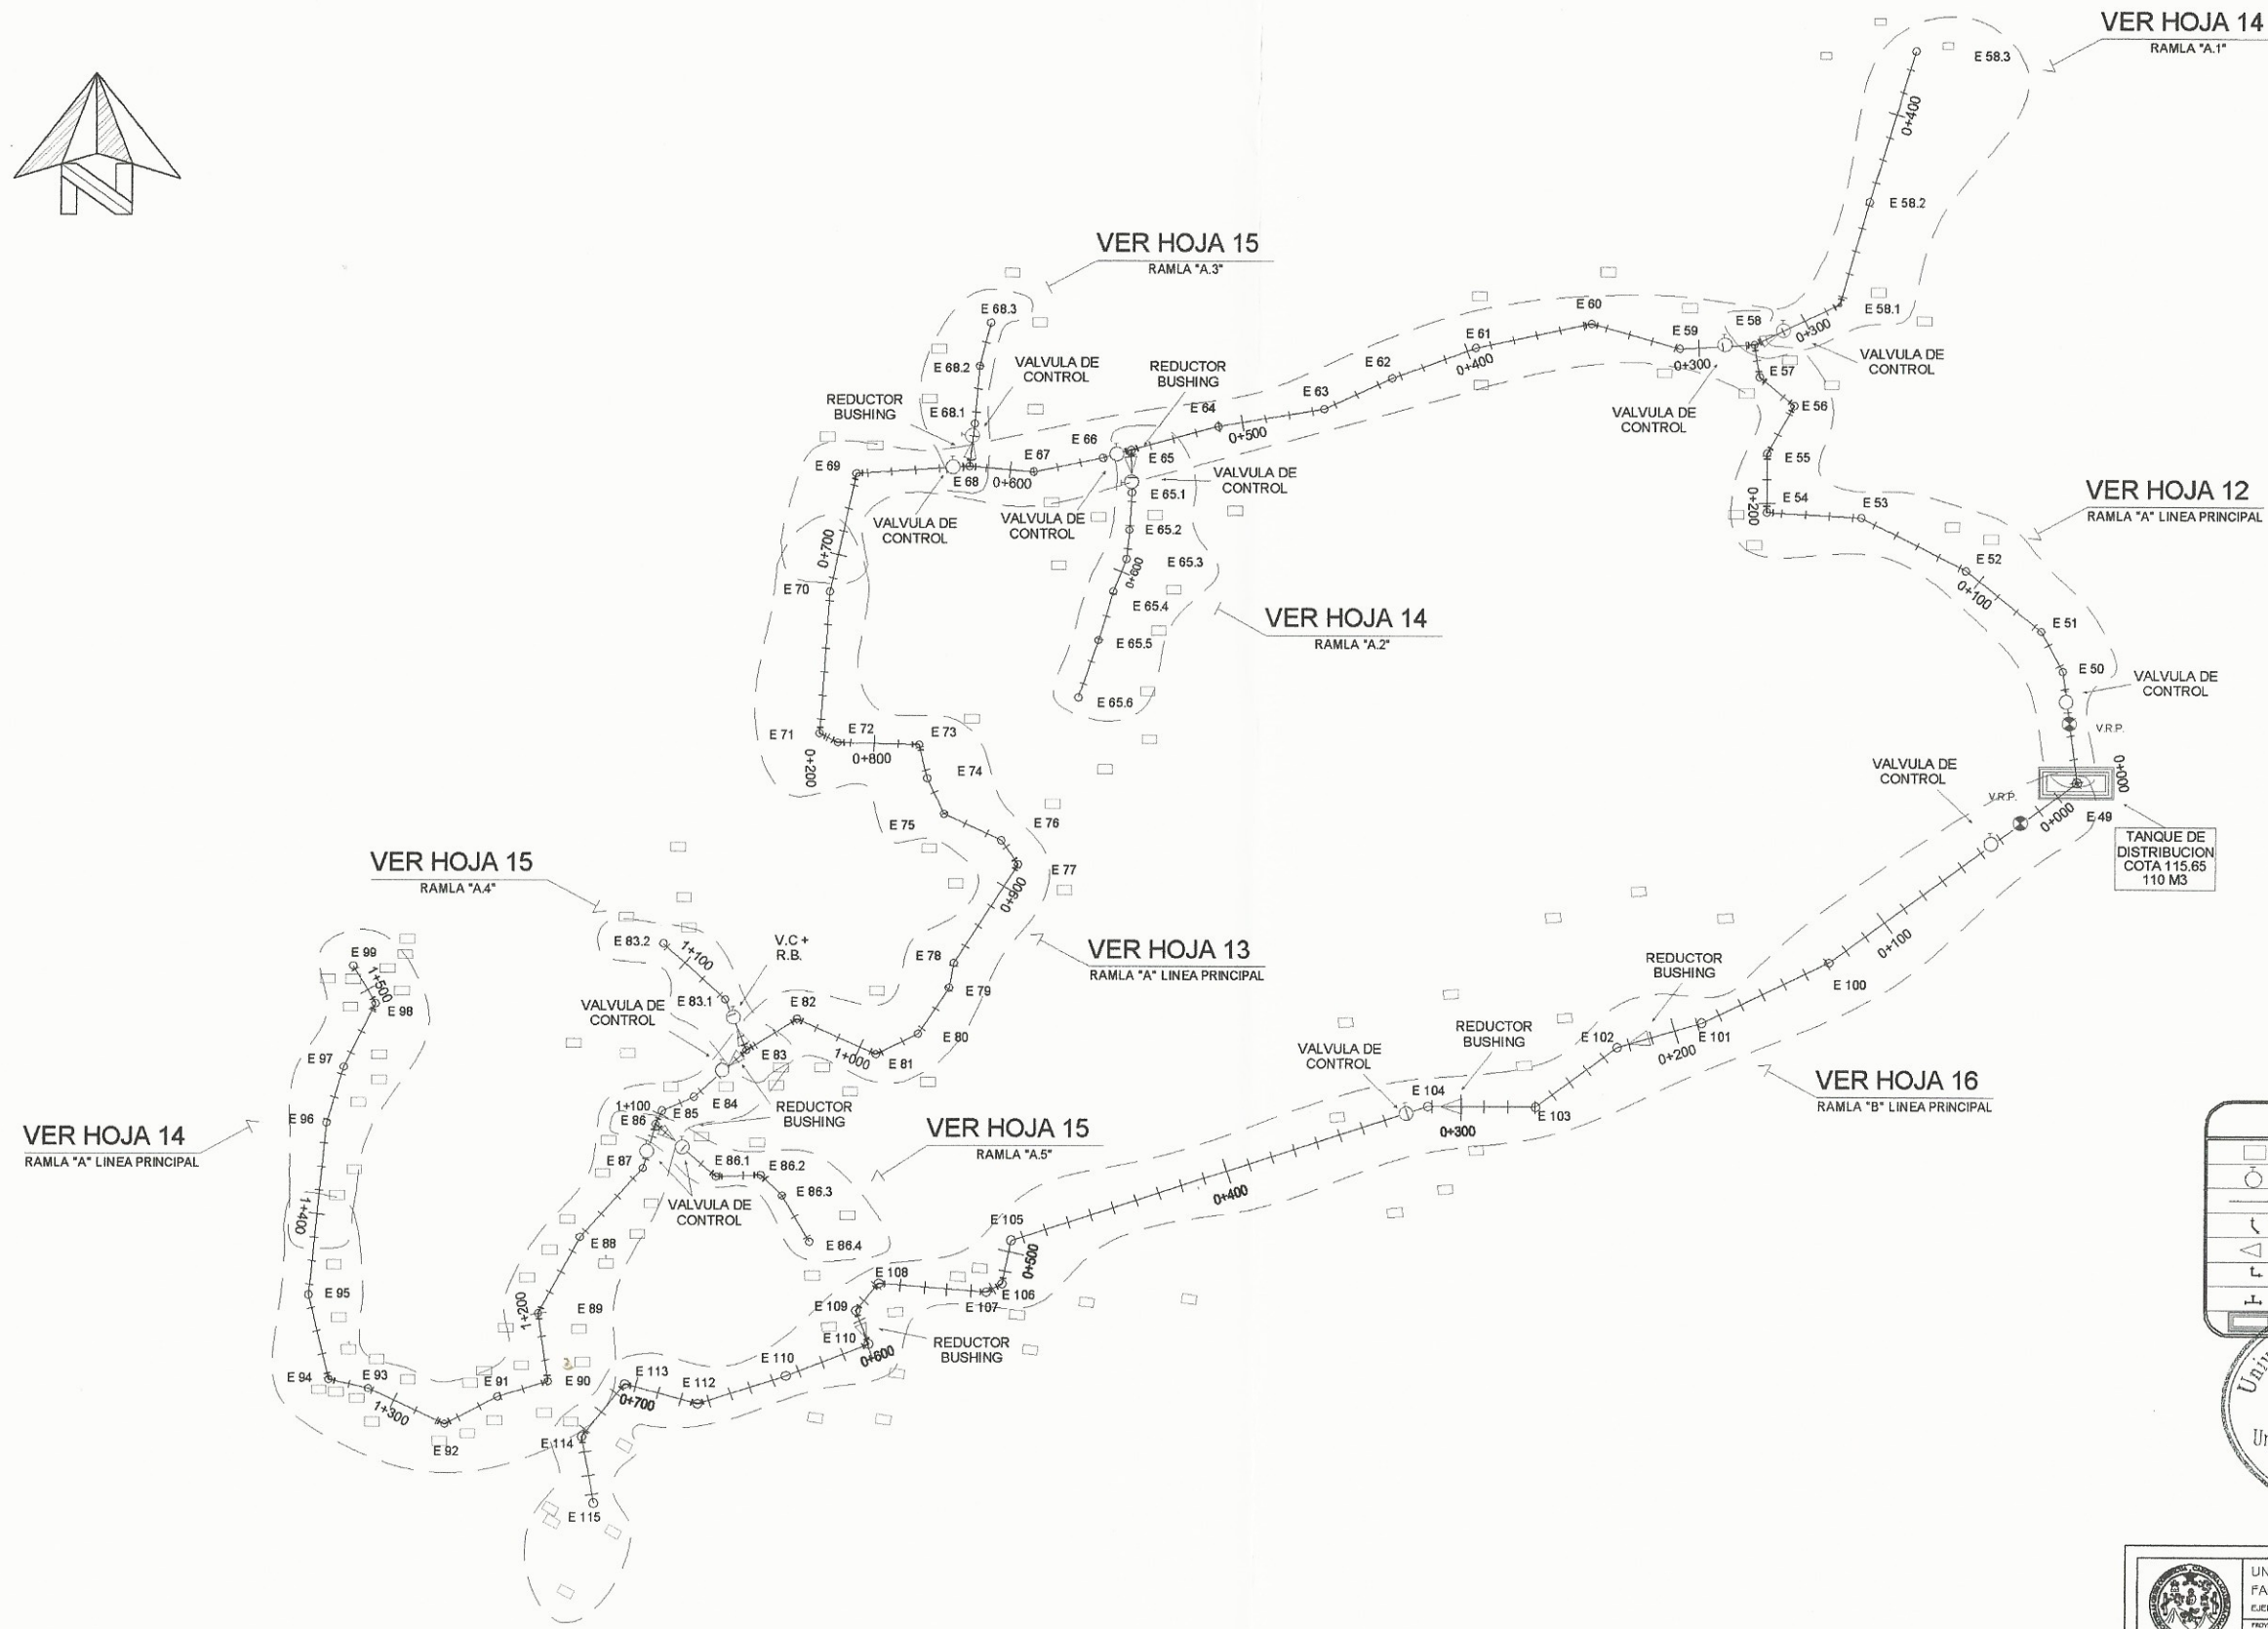 VER HOJA 14
RAMLA "A.1"
E 58.3
0+400
E 58.2
E 58.1
0+300
E 58
VALVULA DE
CONTROL
VER HOJA 15
RAMLA "A.3"
E 68.3
E 68.2
VALVULA DE
CONTROL
REDUCTOR
BUSHING
E 68.1
REDUCTOR
BUSHING
E 60
E 61
0+400
E 59
0+300
VALVULA DE
CONTROL
E 57
E 56
E 55
E 54
0+200
E 53
E 52
0+100
E 51
E 50
VER HOJA 12
RAMLA "A" LINEA PRINCIPAL
VALVULA DE
CONTROL
V.R.P.
E 62
E 63
E 64
0+500
E 65
E 66
E 67
0+600
E 68
E 69
VALVULA DE
CONTROL
VALVULA DE
CONTROL
VALVULA DE
CONTROL
E 65.1
E 65.2
E 65.3
0+600
E 65.4
E 65.5
E 65.6
VER HOJA 14
RAMLA "A.2"
0+700
E 70
E 71
E 72
0+200
0+800
E 73
E 74
E 75
E 76
E 77
0+900
VALVULA DE
CONTROL
V.R.P.
0+000
0+000
E 49
TANQUE DE
DISTRIBUCION
COTA 115.65
110 M3
VER HOJA 15
RAMLA "A.4"
E 83.2
1+100
V.C +
R.B.
E 83.1
VALVULA DE
CONTROL
E 78
E 79
E 80
E 81
1+000
E 82
E 83
VER HOJA 13
RAMLA "A" LINEA PRINCIPAL
0+100
E 100
REDUCTOR
BUSHING
E 101
0+200
E 102
E 103
REDUCTOR
BUSHING
VALVULA DE
CONTROL
E 104
0+300
VER HOJA 16
RAMLA "B" LINEA PRINCIPAL
E 99
1+500
E 98
E 97
E 96
VER HOJA 14
RAMLA "A" LINEA PRINCIPAL
1+400
E 95
E 94
E 93
1+300
E 92
E 91
E 90
E 89
1+200
E 88
E 87
E 86
1+100
E 85
E 84
REDUCTOR
BUSHING
E 86.1
E 86.2
E 86.3
E 86.4
VALVULA DE
CONTROL
VER HOJA 15
RAMLA "A.5"
0+400
E 105
0+500
E 106
E 107
E 108
E 109
E 110
0+600
REDUCTOR
BUSHING
E 110
E 112
E 113
0+700
E 114
E 115
N